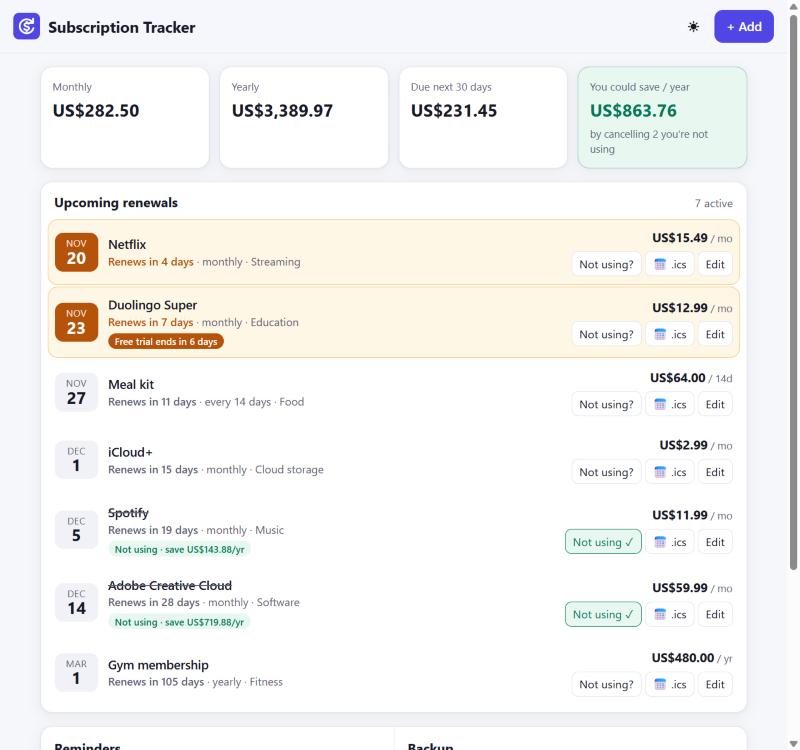 Subscription Tracker
+ Add
Monthly
US$282.50
Yearly
US$3,389.97
Due next 30 days
US$231.45
You could save / year
US$863.76
by cancelling 2 you're not
using
Upcoming renewals
7 active
NOV
20
Netflix
Renews in 4 days · monthly · Streaming
US$15.49 / mo
Not using?
.ics
Edit
NOV
23
Duolingo Super
Renews in 7 days · monthly · Education
Free trial ends in 6 days
US$12.99 / mo
Not using?
.ics
Edit
NOV
27
Meal kit
Renews in 11 days · every 14 days · Food
US$64.00 / 14d
Not using?
.ics
Edit
DEC
1
iCloud+
Renews in 15 days · monthly · Cloud storage
US$2.99 / mo
Not using?
.ics
Edit
DEC
5
Spotify
Renews in 19 days · monthly · Music
Not using · save US$143.88/yr
US$11.99 / mo
Not using ✓
.ics
Edit
DEC
14
Adobe Creative Cloud
Renews in 28 days · monthly · Software
Not using · save US$719.88/yr
US$59.99 / mo
Not using ✓
.ics
Edit
MAR
1
Gym membership
Renews in 105 days · yearly · Fitness
US$480.00 / yr
Not using?
.ics
Edit
Reminders
Backup